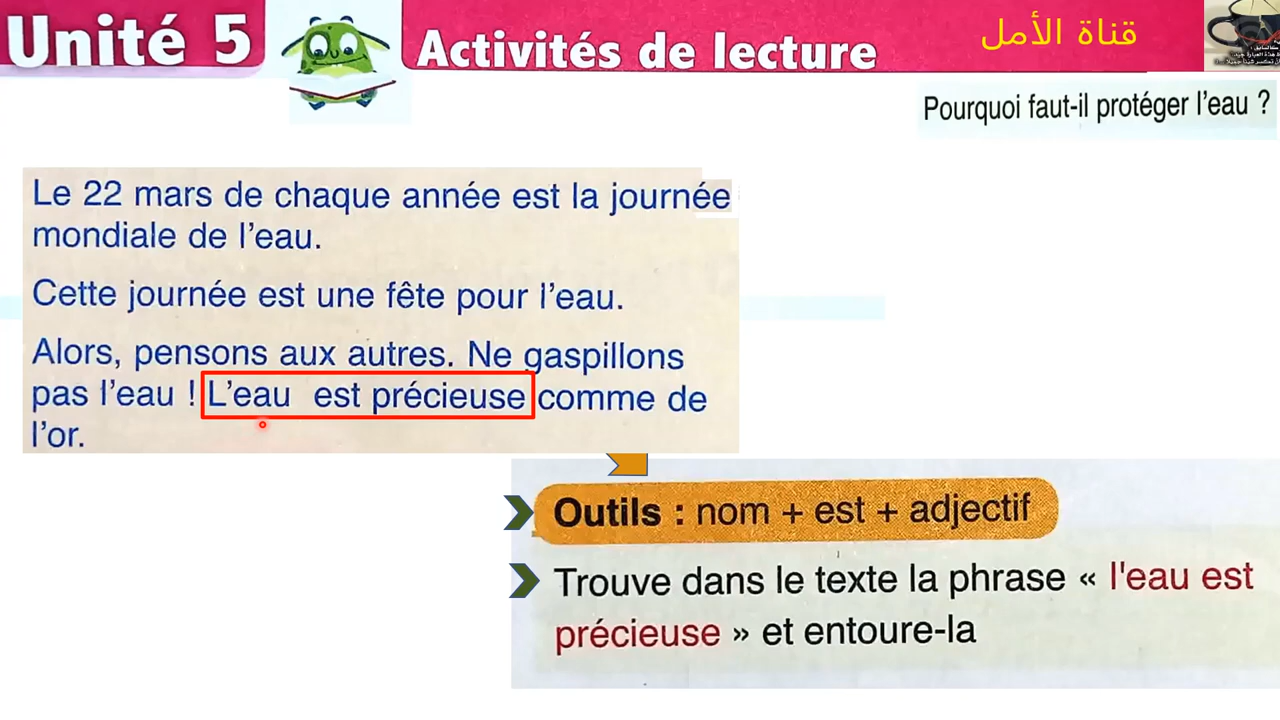 Unité 5
Activités de lecture
قناة الأمل
Pourquoi faut-il protéger l'eau ?
Le 22 mars de chaque année est la journée
mondiale de l'eau.
Cette journée est une fête pour l'eau.
Alors, pensons aux autres. Ne gaspillons
pas l'eau ! L'eau est précieuse comme de
l'or.
Outils : nom + est + adjectif
Trouve dans le texte la phrase « l'eau est
précieuse » et entoure-la